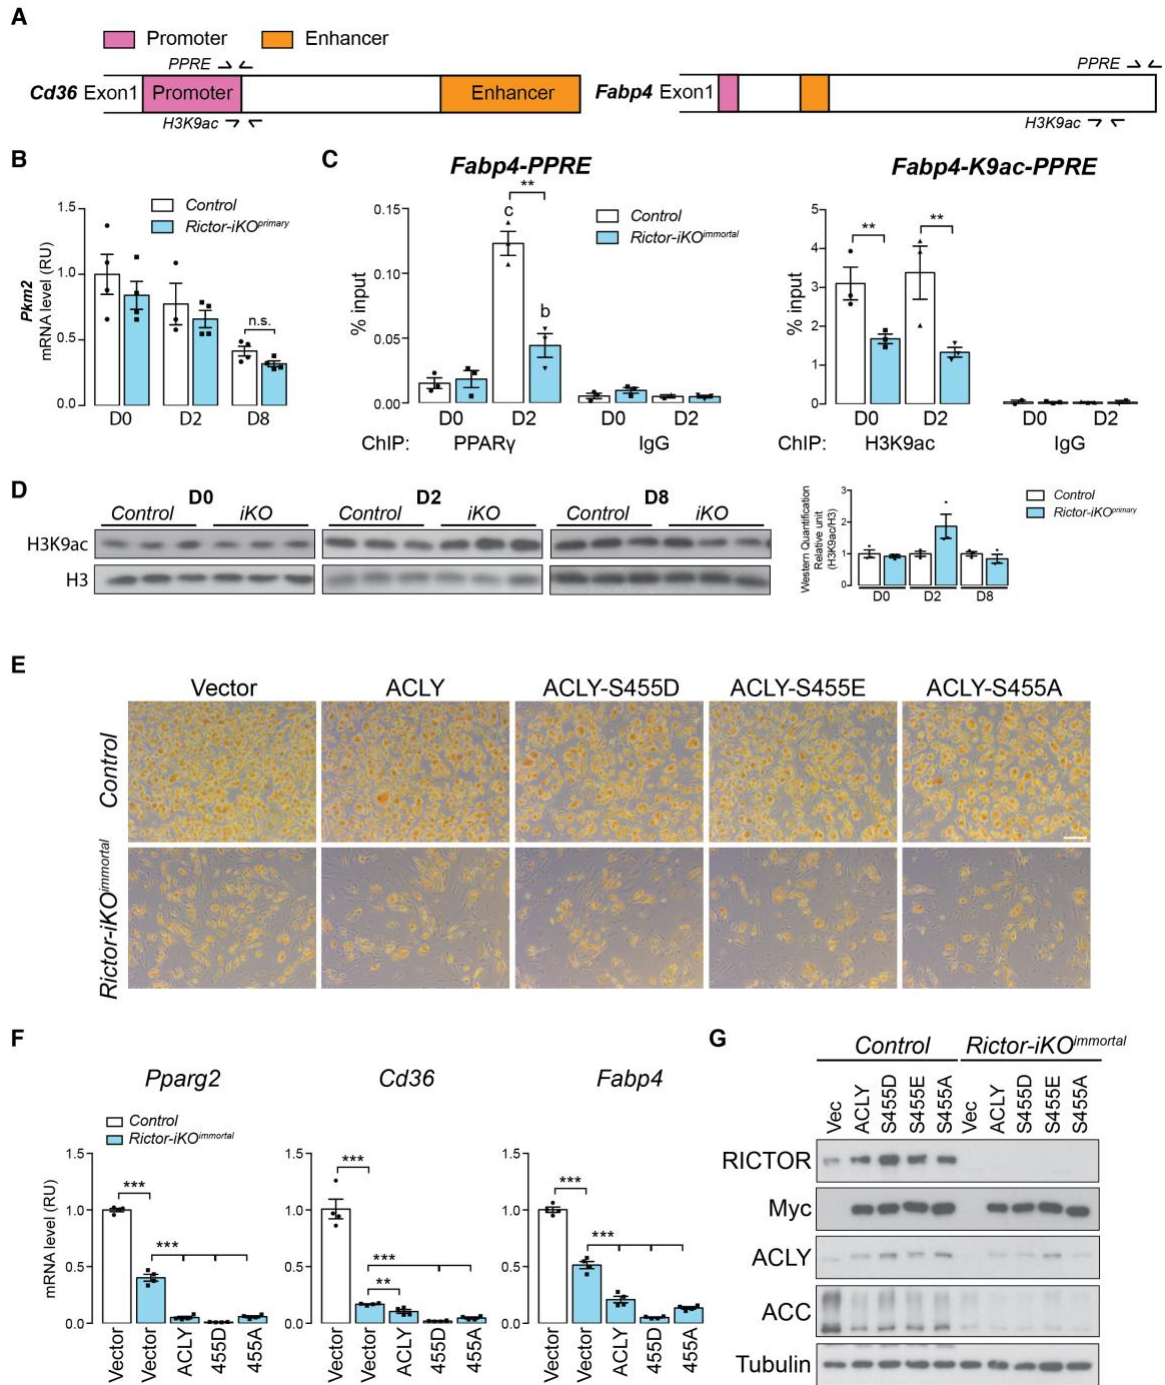 A
Promoter
Enhancer
PPRE
Cd36 Exon1 Promoter Enhancer
H3K9ac
PPRE
Fabp4 Exon1
H3K9ac
B
1.5
1.0
0.5
0.0
Pkm2
mRNA level (RU)
Control
Rictor-iKOprimary
n.s.
D0 D2 D8
C
Fabp4-PPRE
0.15
0.10
0.05
0.00
% input
c
**
b
Control
Rictor-iKOimmortal
D0 D2 D0 D2
ChIP: PPARγ IgG
Fabp4-K9ac-PPRE
5
4
3
2
1
0
% input
** **
D0 D2 D0 D2
ChIP: H3K9ac IgG
D
D0 D2 D8
Control iKO Control iKO Control iKO
H3K9ac
H3
Western Quantification
Relative unit
(H3K9ac/H3)
3
2
1
0
D0 D2 D8
Control
Rictor-iKOprimary
E
Vector ACLY ACLY-S455D ACLY-S455E ACLY-S455A
Control
Rictor-iKOimmortal
F
Pparg2
Control
Rictor-iKOimmortal
mRNA level (RU)
1.5
1.0
0.5
0.0
***
***
Vector Vector ACLY 455D 455A
Cd36
1.5
1.0
0.5
0.0
***
***
**
Vector Vector ACLY 455D 455A
Fabp4
1.5
1.0
0.5
0.0
***
***
Vector Vector ACLY 455D 455A
G
Control Rictor-iKOimmortal
Vec ACLY S455D S455E S455A Vec ACLY S455D S455E S455A
RICTOR
Myc
ACLY
ACC
Tubulin